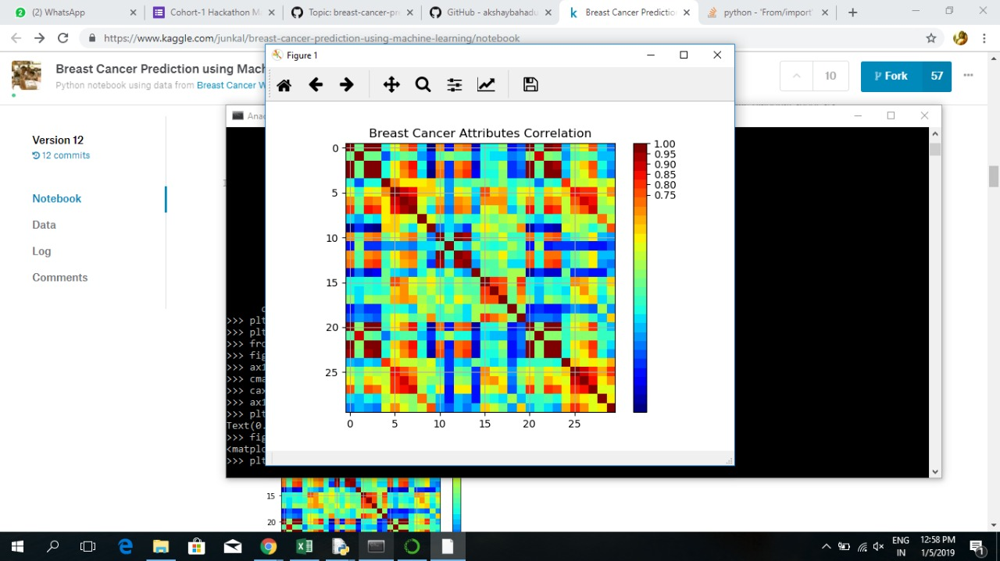 (2) WhatsApp
Cohort-1 Hackathon M
Topic: breast-cancer-pr
GitHub - akshaybahadu
Breast Cancer Predictio
python - 'From/import'
https://www.kaggle.com/junkal/breast-cancer-prediction-using-machine-learning/notebook
Breast Cancer Prediction using Mach
Python notebook using data from Breast Cancer W
10
Fork 57
Version 12
12 commits
Notebook
Data
Log
Comments
Anac
Figure 1
Breast Cancer Attributes Correlation
0
5
10
15
20
25
0 5 10 15 20 25
1.00
0.95
0.90
0.85
0.80
0.75
>>> plt
>>> plt
>>> fro
>>> fig
>>> ax1
>>> cma
>>> cax
>>> ax1
>>> plt
Text(0.
>>> fig
<matplo
>>> plt
15
20
ENG
IN
12:58 PM
1/5/2019
1